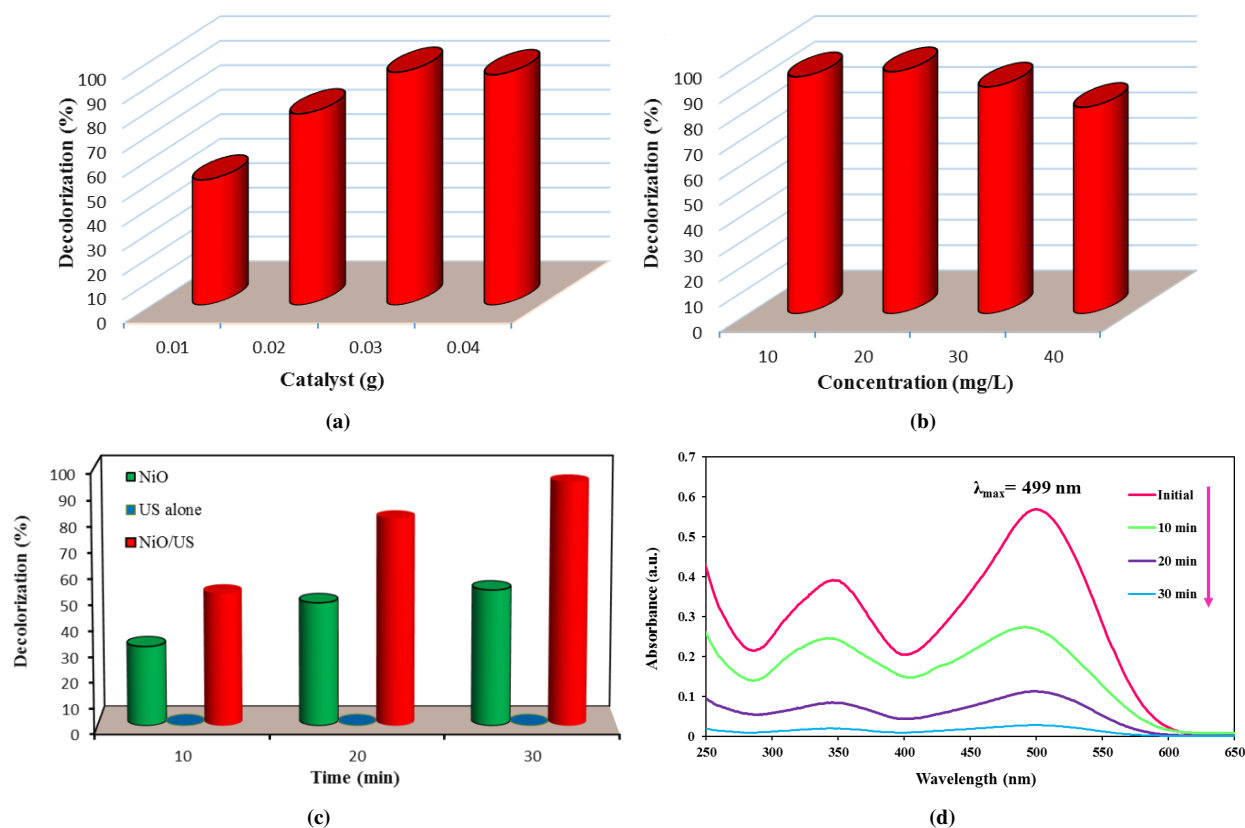 100
90
80
70
60
50
40
30
20
10
0
Decolorization (%)
0.01 0.02 0.03 0.04
Catalyst (g)
(a)
100
90
80
70
60
50
40
30
20
10
0
Decolorization (%)
10 20 30 40
Concentration (mg/L)
(b)
100
90
80
70
60
50
40
30
20
10
0
Decolorization (%)
NiO
US alone
NiO/US
10 20 30
Time (min)
(c)
0.7
0.6
0.5
0.4
0.3
0.2
0.1
0
Absorbance (a.u.)
λmax= 499 nm
Initial
10 min
20 min
30 min
250 300 350 400 450 500 550 600 650
Wavelength (nm)
(d)